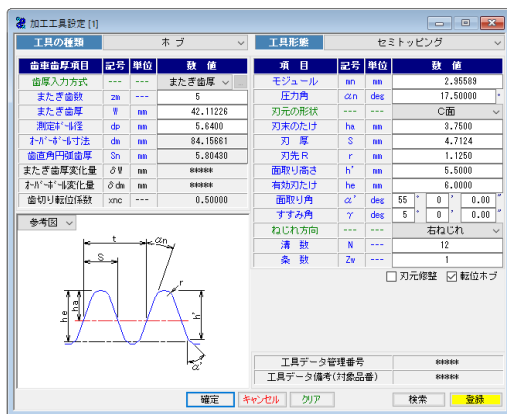 加工工具設定 [1]
工具の種類 ホ ブ
歯車歯厚項目 記号 単位 数 値
歯厚入力方式 --- --- またぎ歯厚 ...
またぎ歯数 zm --- 5
またぎ歯厚 W mm 42.11226
測定ボール径 dp mm 5.6400
オーバーボール寸法 dm mm 84.15661
歯直角円弧歯厚 Sn mm 5.80430
またぎ歯厚変化量 δW mm *****
オーバーボール変化量 δdm mm *****
歯切り転位係数 xnc --- 0.50000
参考図
t
αn
S
r
he
ha
h'
α'
工具形態 セミトッピング
項 目 記号 単位 数 値
モジュール mn mm 2.95589
圧力角 αn deg 17.50000 °
刃元の形状 --- --- C面
刃末のたけ ha mm 3.7500
刃 厚 S mm 4.7124
刃先R r mm 1.1250
面取り高さ h' mm 5.5000
有効刃たけ he mm 6.0000
面取り角 α' deg 55 ° 0 ' 0.00 "
すすみ角 γ deg 5 ° 0 ' 0.00 "
ねじれ方向 --- --- 右ねじれ
溝 数 N --- 12
条 数 Zw --- 1
刃元修整 転位ホブ
工具データ管理番号 *****
工具データ備考(対象品番) *****
確定 キャンセル クリア 検索 登録